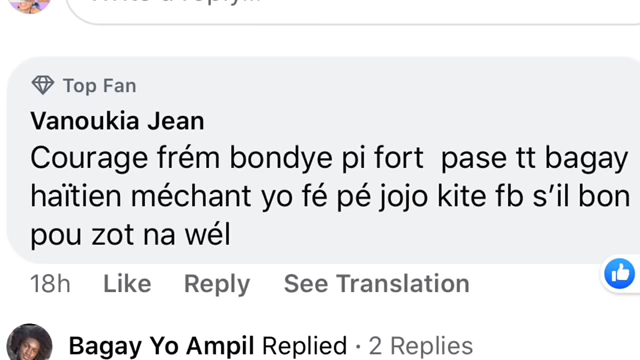 Top Fan
Vanoukia Jean
Courage frém bondye pi fort pase tt bagay
haïtien méchant yo fé pé jojo kite fb s'il bon
pou zot na wél
18h Like Reply See Translation
Bagay Yo Ampil Replied · 2 Replies